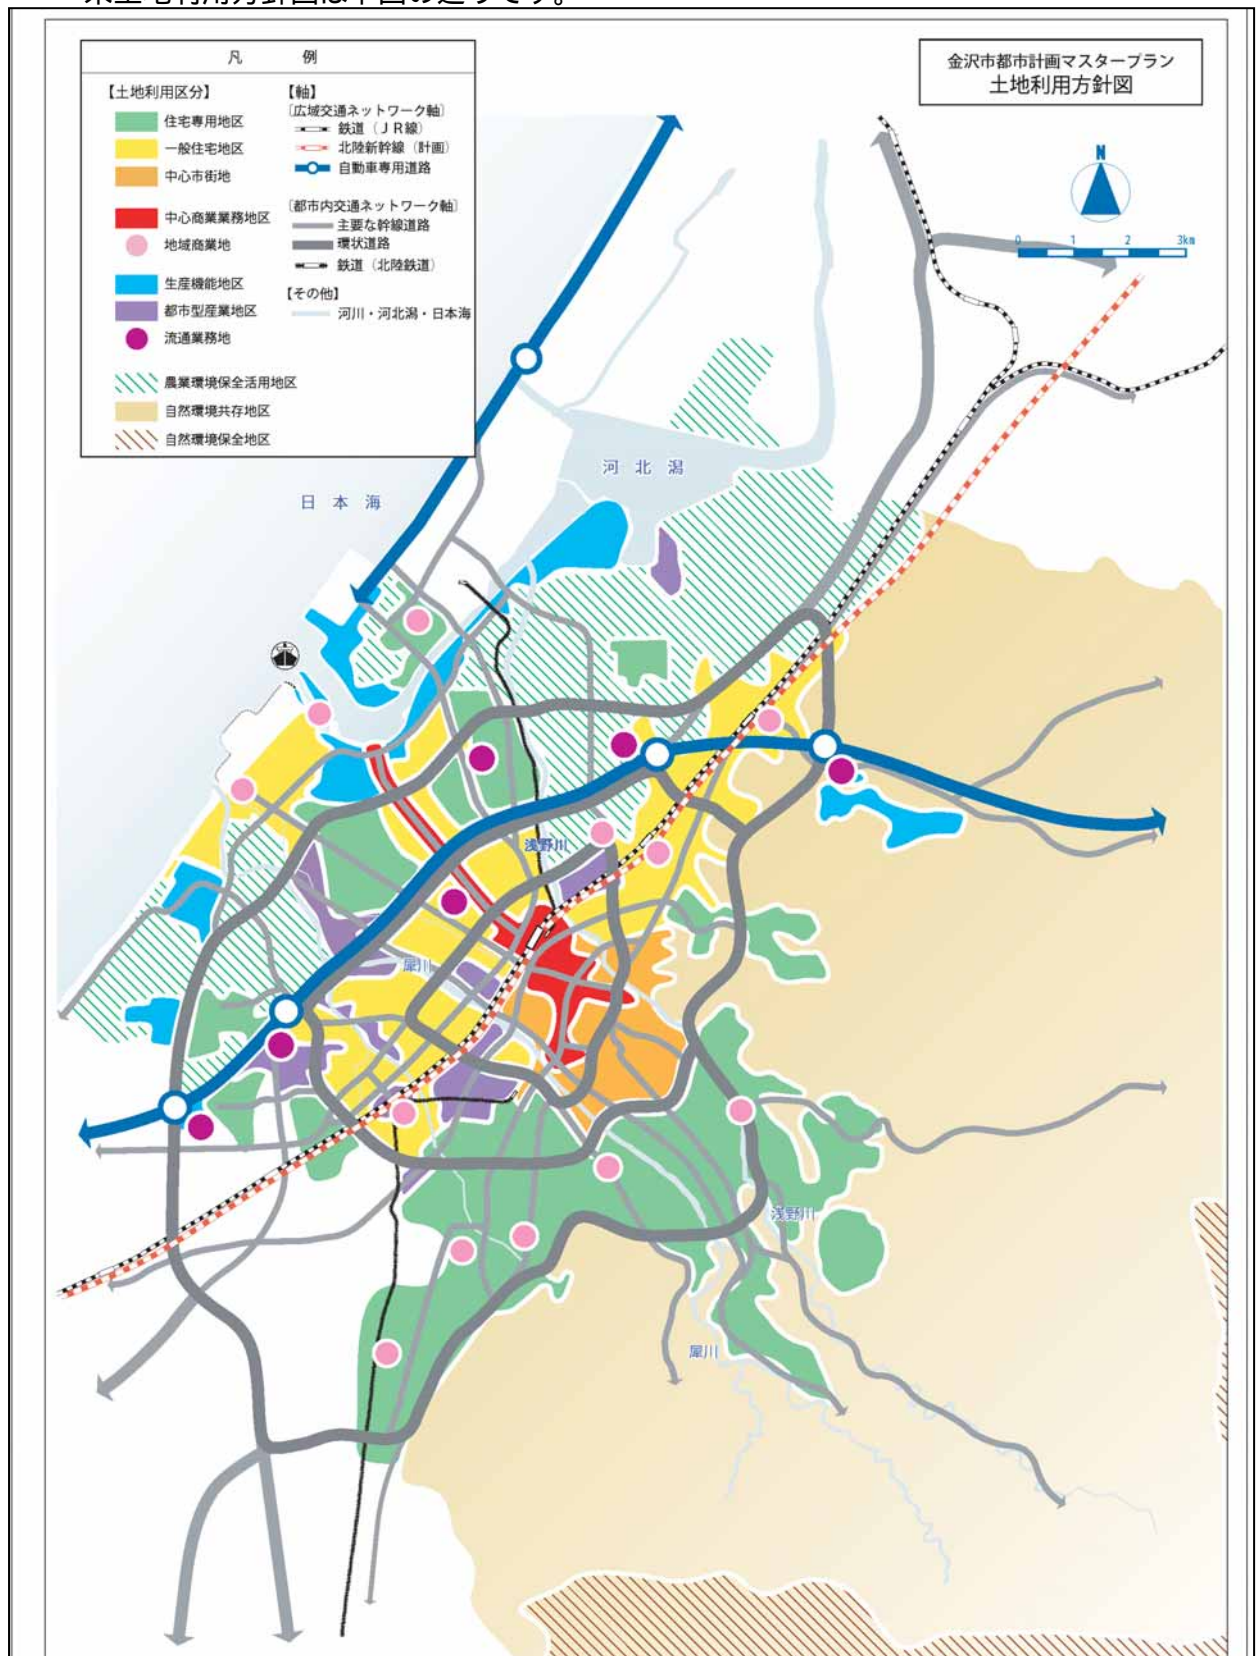 来土地利用方針図は下図の通りです。
金沢市都市計画マスタープラン
土地利用方針図
凡 例
【土地利用区分】
住宅専用地区
一般住宅地区
中心市街地
中心商業業務地区
地域商業地
生産機能地区
都市型産業地区
流通業務地
農業環境保全活用地区
自然環境共存地区
自然環境保全地区
【軸】
〔広域交通ネットワーク軸〕
鉄道（ＪＲ線）
北陸新幹線（計画）
自動車専用道路
〔都市内交通ネットワーク軸〕
主要な幹線道路
環状道路
鉄道（北陸鉄道）
【その他】
河川・河北潟・日本海
N
0 1 2 3km
河北潟
日本海
浅野川
犀川
浅野川
犀川